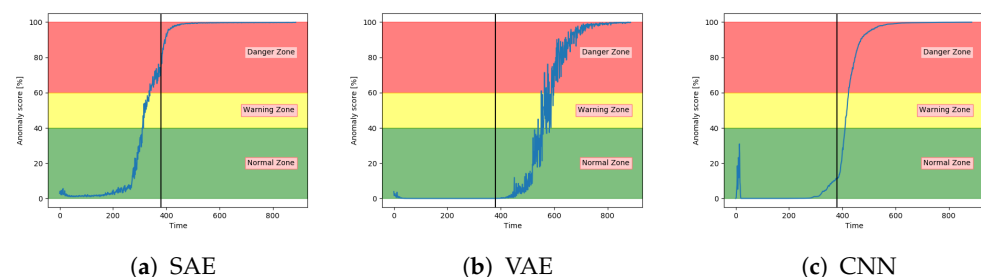 100
80
60
40
20
0
Anomaly score [%]
Danger Zone
Warning Zone
Normal Zone
0 200 400 600 800
Time
(a) SAE
100
80
60
40
20
0
Anomaly score [%]
Danger Zone
Warning Zone
Normal Zone
0 200 400 600 800
Time
(b) VAE
100
80
60
40
20
0
Anomaly score [%]
Danger Zone
Warning Zone
Normal Zone
0 200 400 600 800
Time
(c) CNN